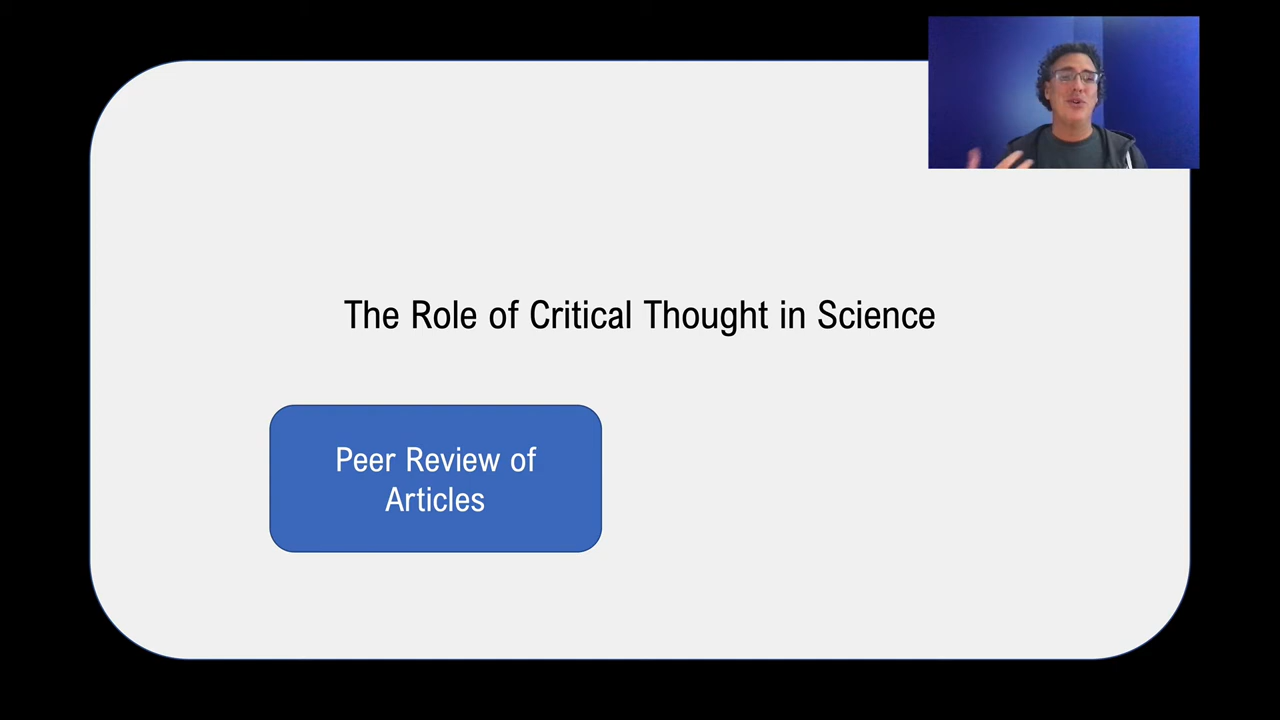 The Role of Critical Thought in Science
Peer Review of
Articles